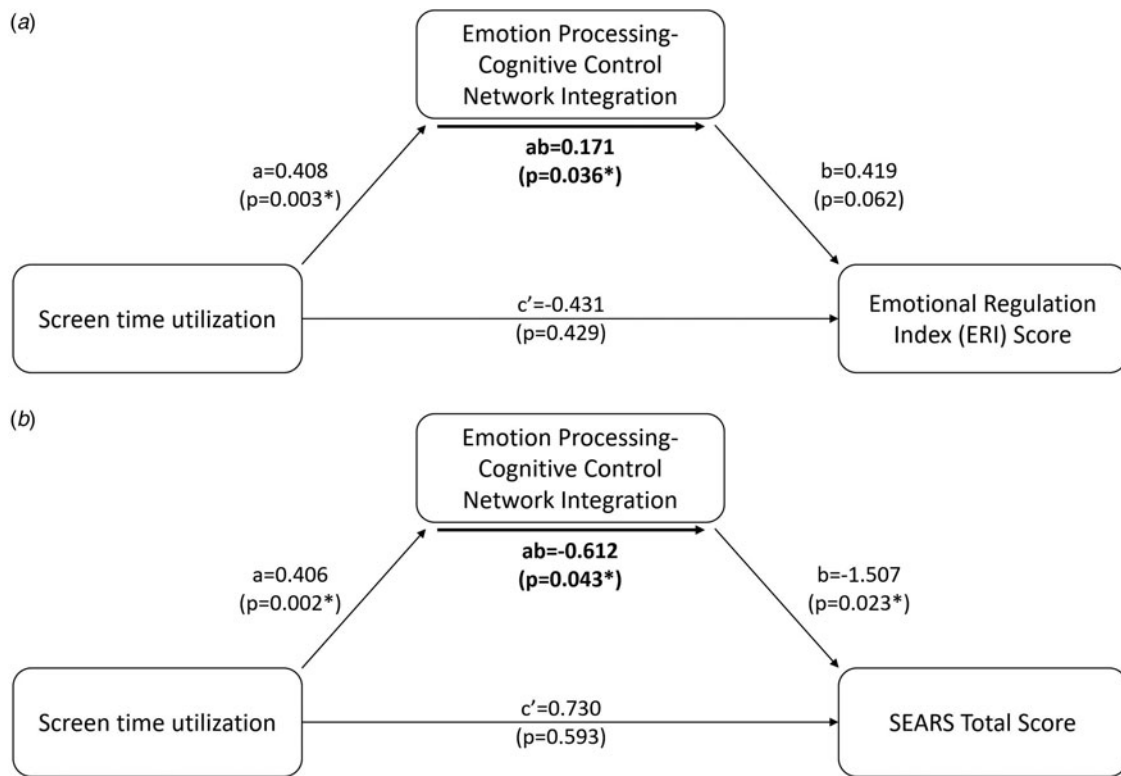 (a)
Emotion Processing-
Cognitive Control
Network Integration
ab=0.171
(p=0.036*)
a=0.408
(p=0.003*)
b=0.419
(p=0.062)
Screen time utilization
c’=-0.431
(p=0.429)
Emotional Regulation
Index (ERI) Score
(b)
Emotion Processing-
Cognitive Control
Network Integration
ab=-0.612
(p=0.043*)
a=0.406
(p=0.002*)
b=-1.507
(p=0.023*)
Screen time utilization
c’=0.730
(p=0.593)
SEARS Total Score